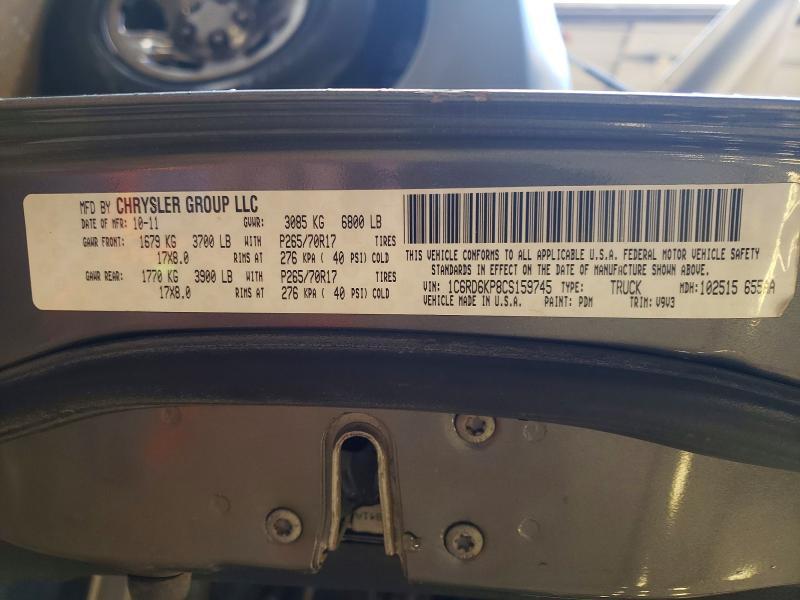 MFD BY CHRYSLER GROUP LLC
DATE OF MFR: 10-11 GVWR: 3085 KG 6800 LB
GAWR FRONT: 1679 KG 3700 LB WITH P265/70R17 TIRES
17X8.0 RIMS AT 276 KPA ( 40 PSI) COLD
GAWR REAR: 1770 KG 3900 LB WITH P265/70R17 TIRES
17X8.0 RIMS AT 276 KPA ( 40 PSI) COLD
THIS VEHICLE CONFORMS TO ALL APPLICABLE U.S.A. FEDERAL MOTOR VEHICLE SAFETY
STANDARDS IN EFFECT ON THE DATE OF MANUFACTURE SHOWN ABOVE.
VIN: 1C6RD6KP8CS159745 TYPE: TRUCK MDH: 102515
VEHICLE MADE IN U.S.A. PAINT: PDM TRIM: V9V3